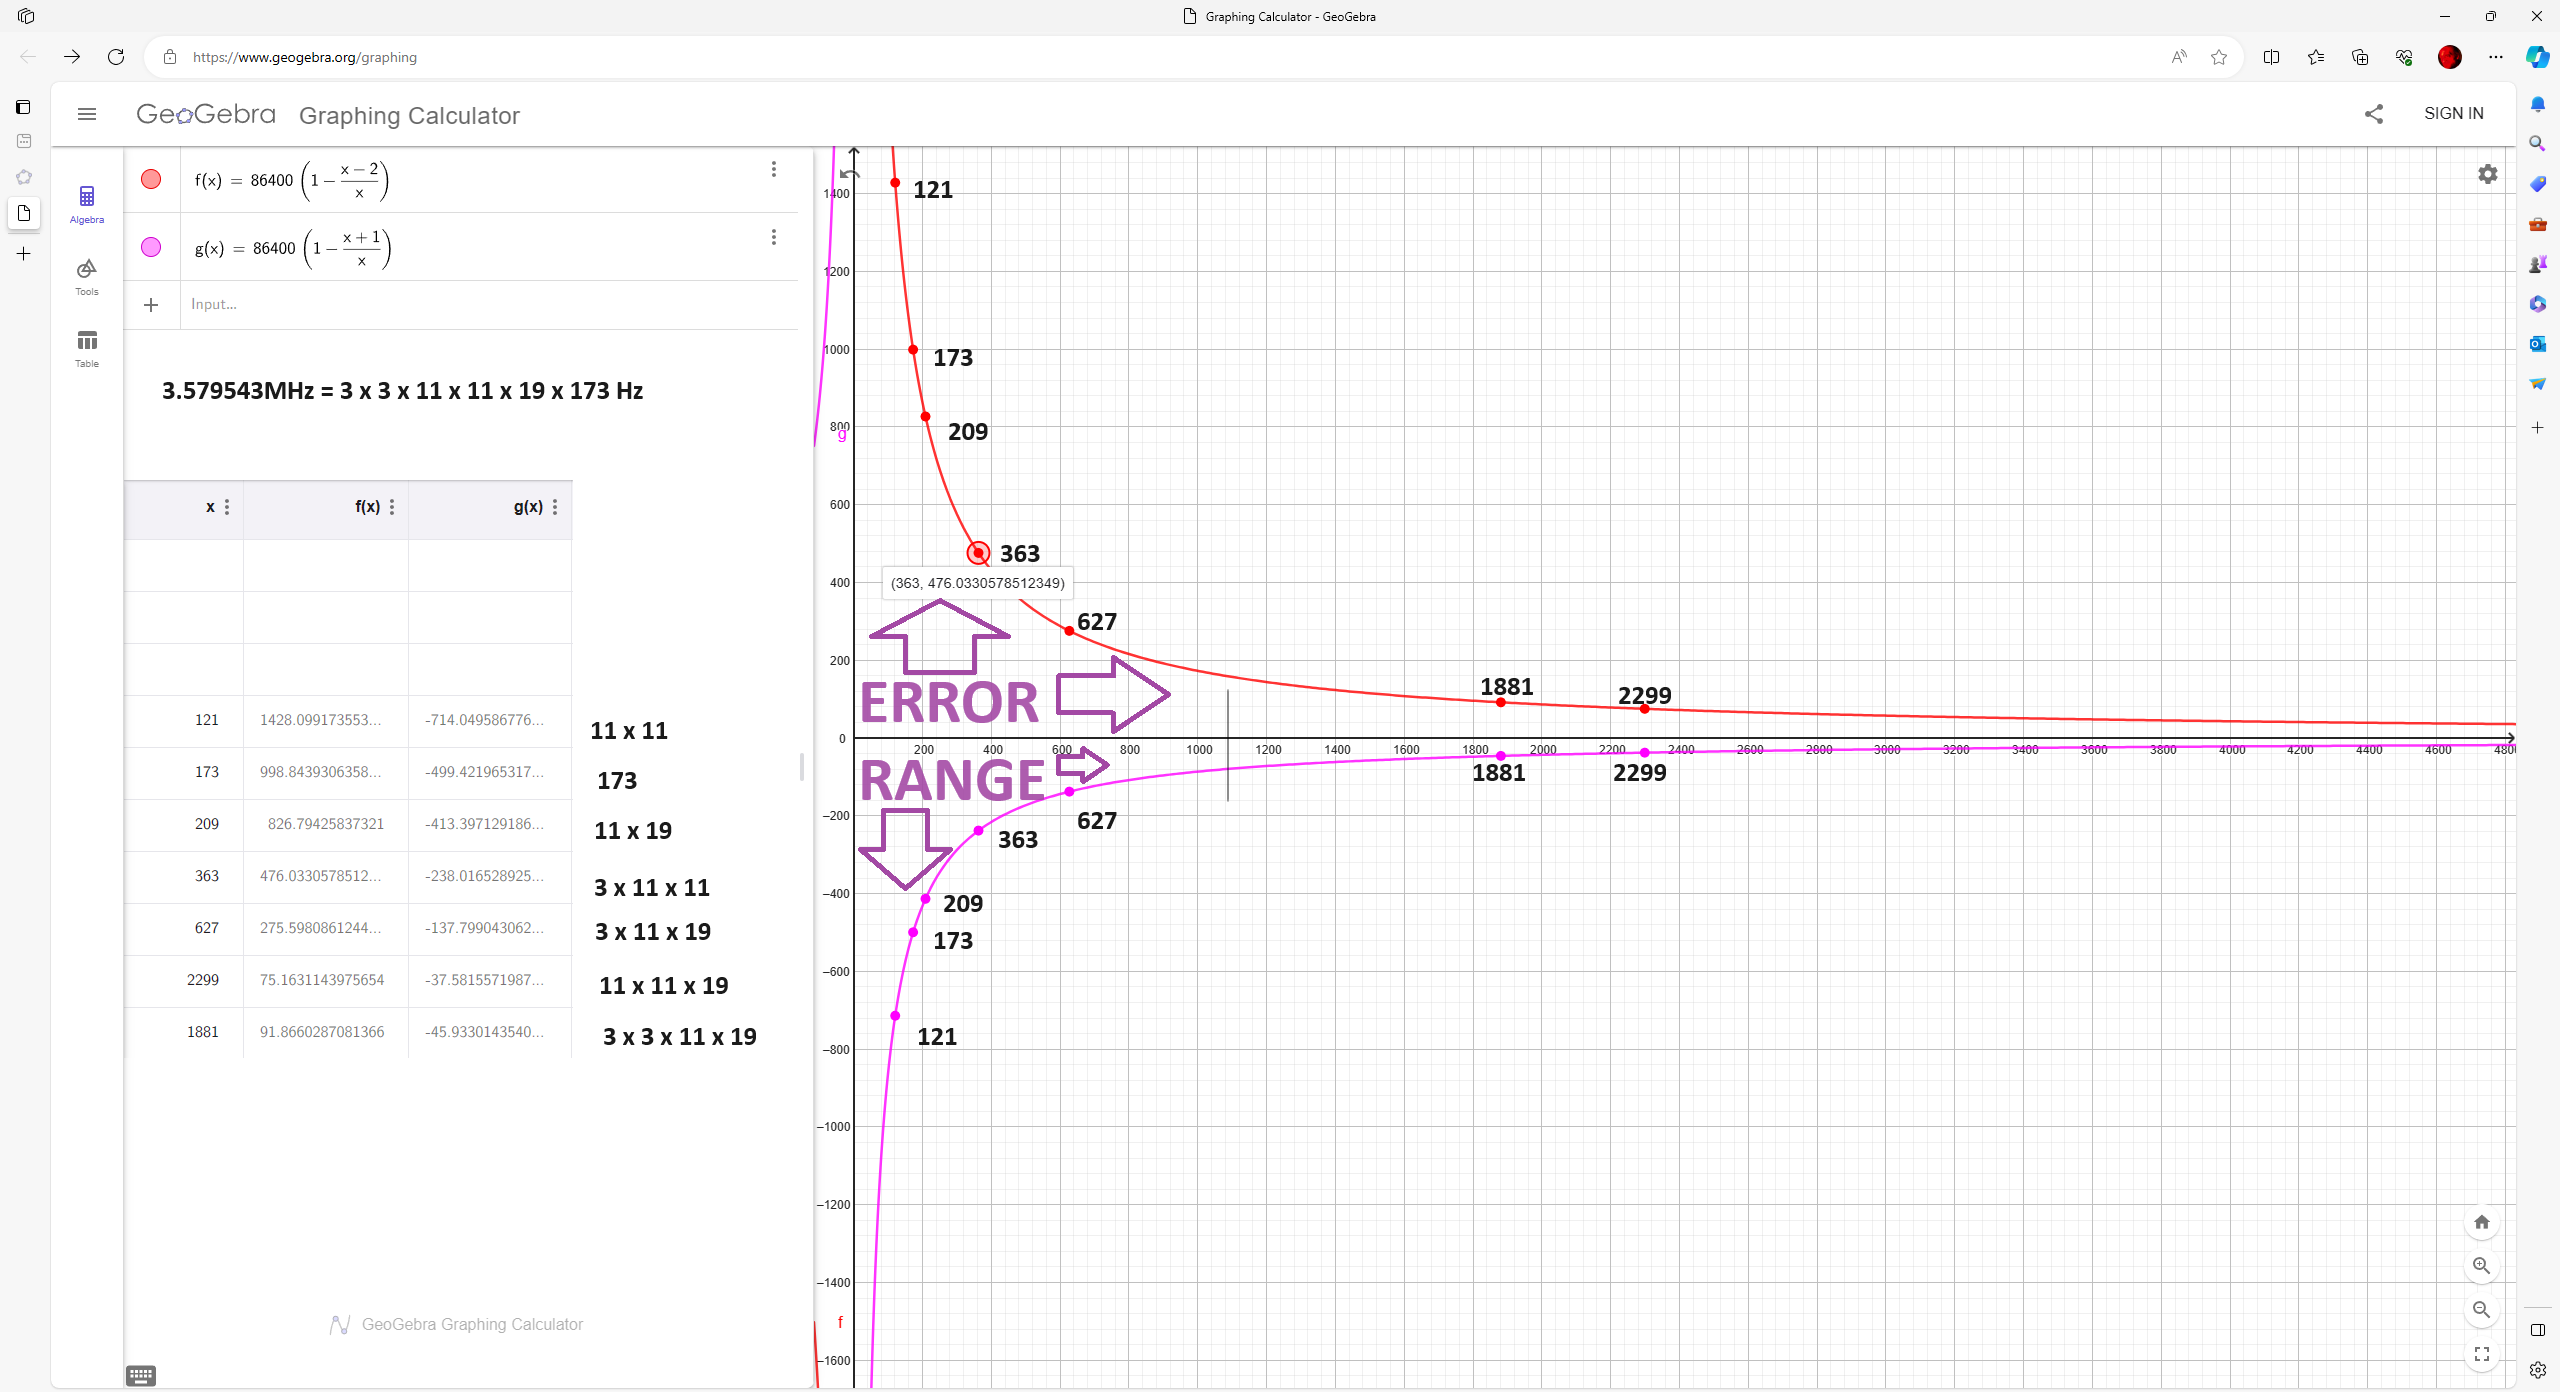 Graphing Calculator - GeoGebra
https://www.geogebra.org/graphing
GeoGebra Graphing Calculator
SIGN IN
Algebra
Tools
Table
f(x) = 86400 (1 − (x − 2)/x)
g(x) = 86400 (1 − (x + 1)/x)
Input...
3.579543MHz = 3 x 3 x 11 x 11 x 19 x 173 Hz
x f(x) g(x)
121 1428.099173553... -714.049586776... 11 x 11
173 998.8439306358... -499.421965317... 173
209 826.79425837321 -413.397129186... 11 x 19
363 476.0330578512... -238.016528925... 3 x 11 x 11
627 275.5980861244... -137.799043062... 3 x 11 x 19
2299 75.1631143975654 -37.5815571987... 11 x 11 x 19
1881 91.8660287081366 -45.9330143540... 3 x 3 x 11 x 19
GeoGebra Graphing Calculator
1400
1200
1000
800
600
400
200
0
–200
–400
–600
–800
–1000
–1200
–1400
–1600
200 400 600 800 1000 1200 1400 1600 1800 2000 2200 2400 2600 2800 3000 3200 3400 3600 3800 4000 4200 4400 4600 480
g
f
121
173
209
363
(363, 476.0330578512349)
627
1881
2299
ERROR
RANGE
1881
2299
627
363
209
173
121